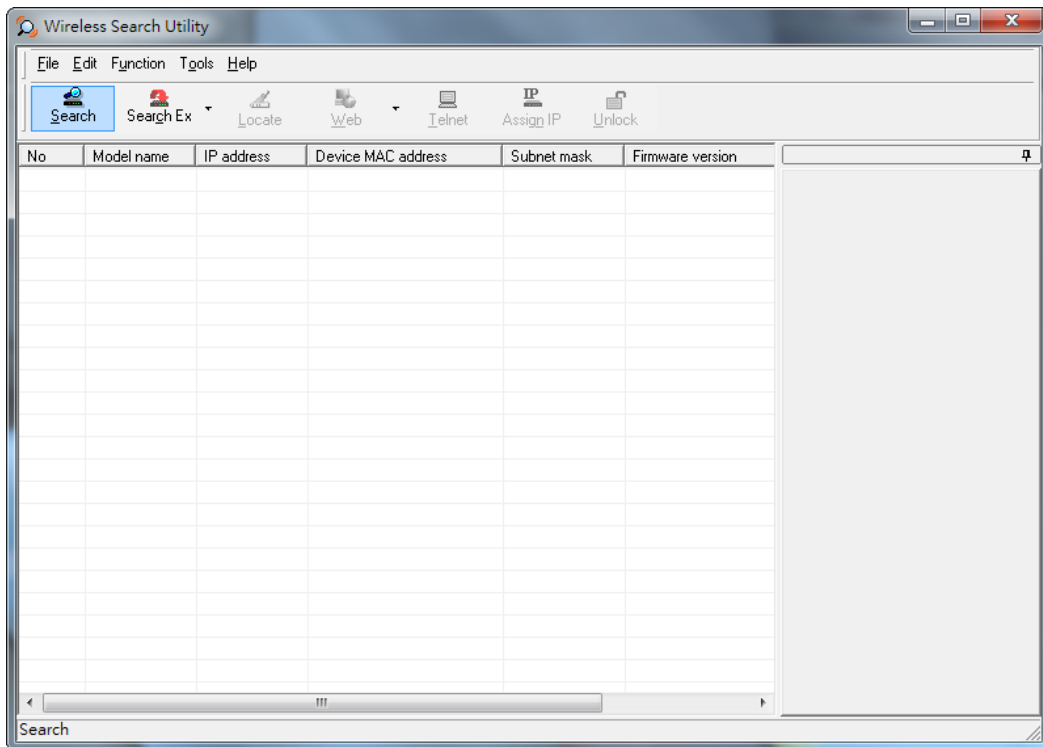 Wireless Search Utility
File Edit Function Tools Help
Search Search Ex Locate Web Telnet Assign IP Unlock
No Model name IP address Device MAC address Subnet mask Firmware version
Search